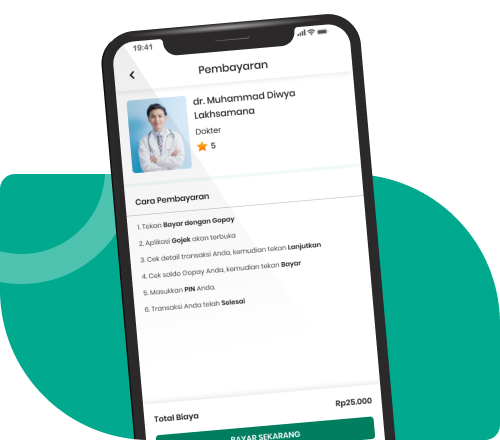 19:41
Pembayaran
dr. Muhammad Diwya
Lakhsamana
Dokter
5
Cara Pembayaran
1. Tekan Bayar dengan Gopay
2. Aplikasi Gojek akan terbuka
3. Cek detail transaksi Anda, kemudian tekan Lanjutkan
4. Cek saldo Gopay Anda, kemudian tekan Bayar
5. Masukkan PIN Anda.
6. Transaksi Anda telah Selesai
Total Biaya
Rp25.000
BAYAR SEKARANG